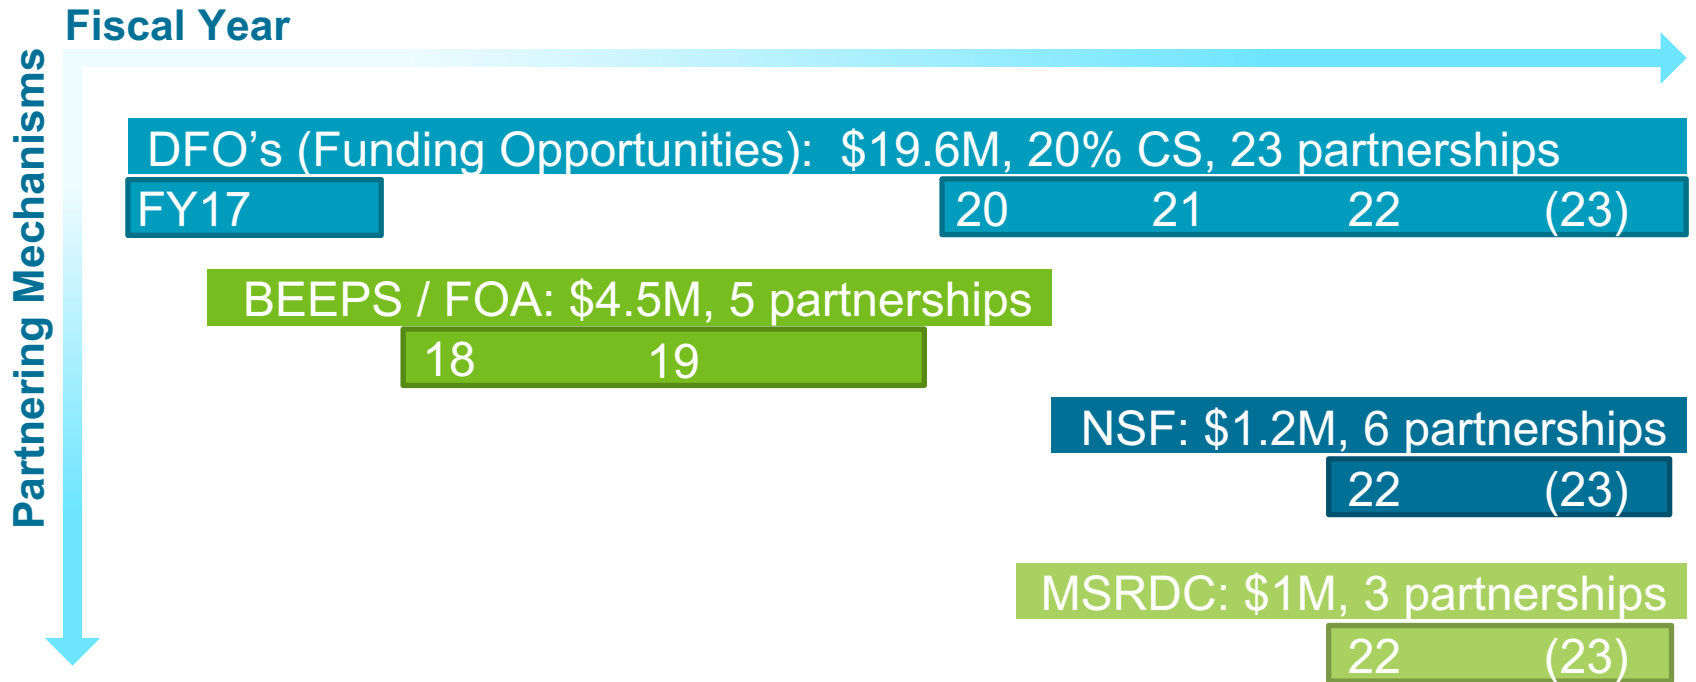 Fiscal Year
Partnering Mechanisms
DFO's (Funding Opportunities): $19.6M, 20% CS, 23 partnerships
FY17 20 21 22 (23)
BEEPS / FOA: $4.5M, 5 partnerships
18 19
NSF: $1.2M, 6 partnerships
22 (23)
MSRDC: $1M, 3 partnerships
22 (23)